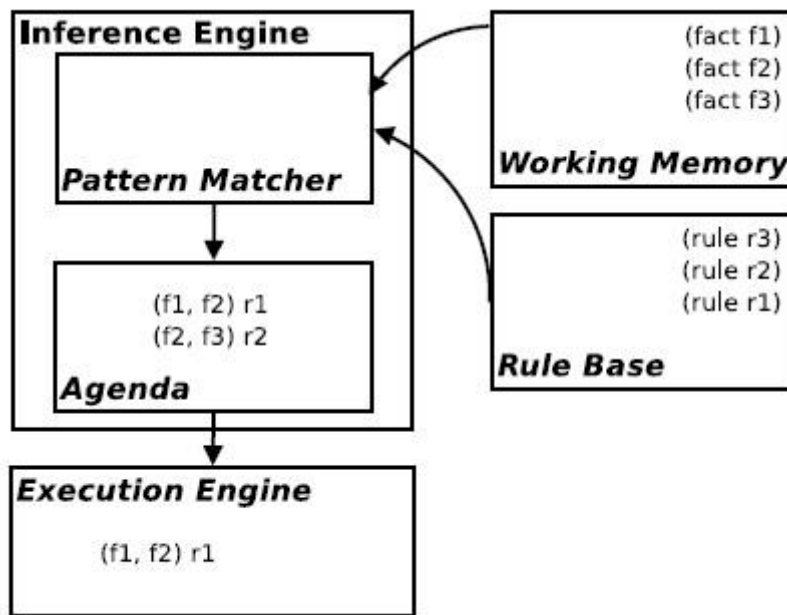 Inference Engine
Pattern Matcher
(f1, f2) r1
(f2, f3) r2
Agenda
Execution Engine
(f1, f2) r1
(fact f1)
(fact f2)
(fact f3)
Working Memory
(rule r3)
(rule r2)
(rule r1)
Rule Base